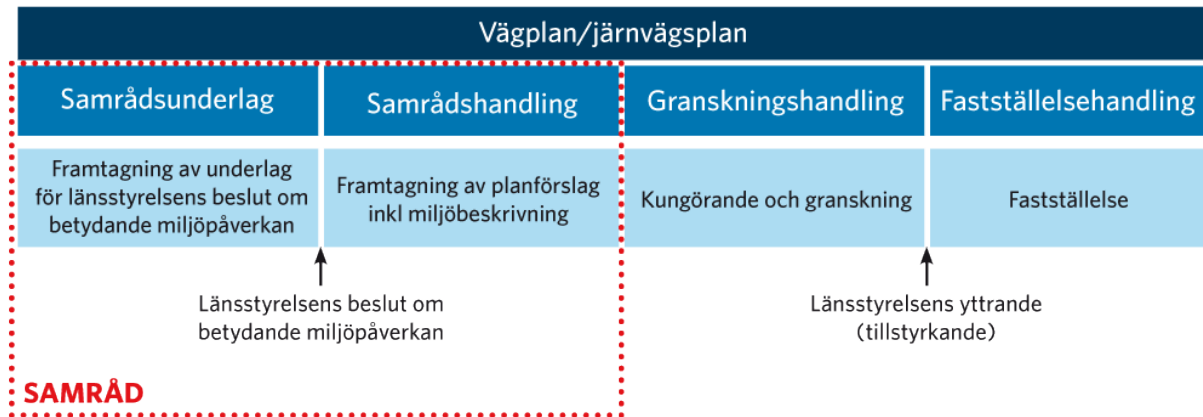 Vägplan/järnvägsplan
Samrådsunderlag
Samrådshandling
Granskningshandling
Fastställelsehandling
Framtagning av underlag
för länsstyrelsens beslut om
betydande miljöpåverkan
Framtagning av planförslag
inkl miljöbeskrivning
Kungörande och granskning
Fastställelse
Länsstyrelsens beslut om
betydande miljöpåverkan
Länsstyrelsens yttrande
(tillstyrkande)
SAMRÅD